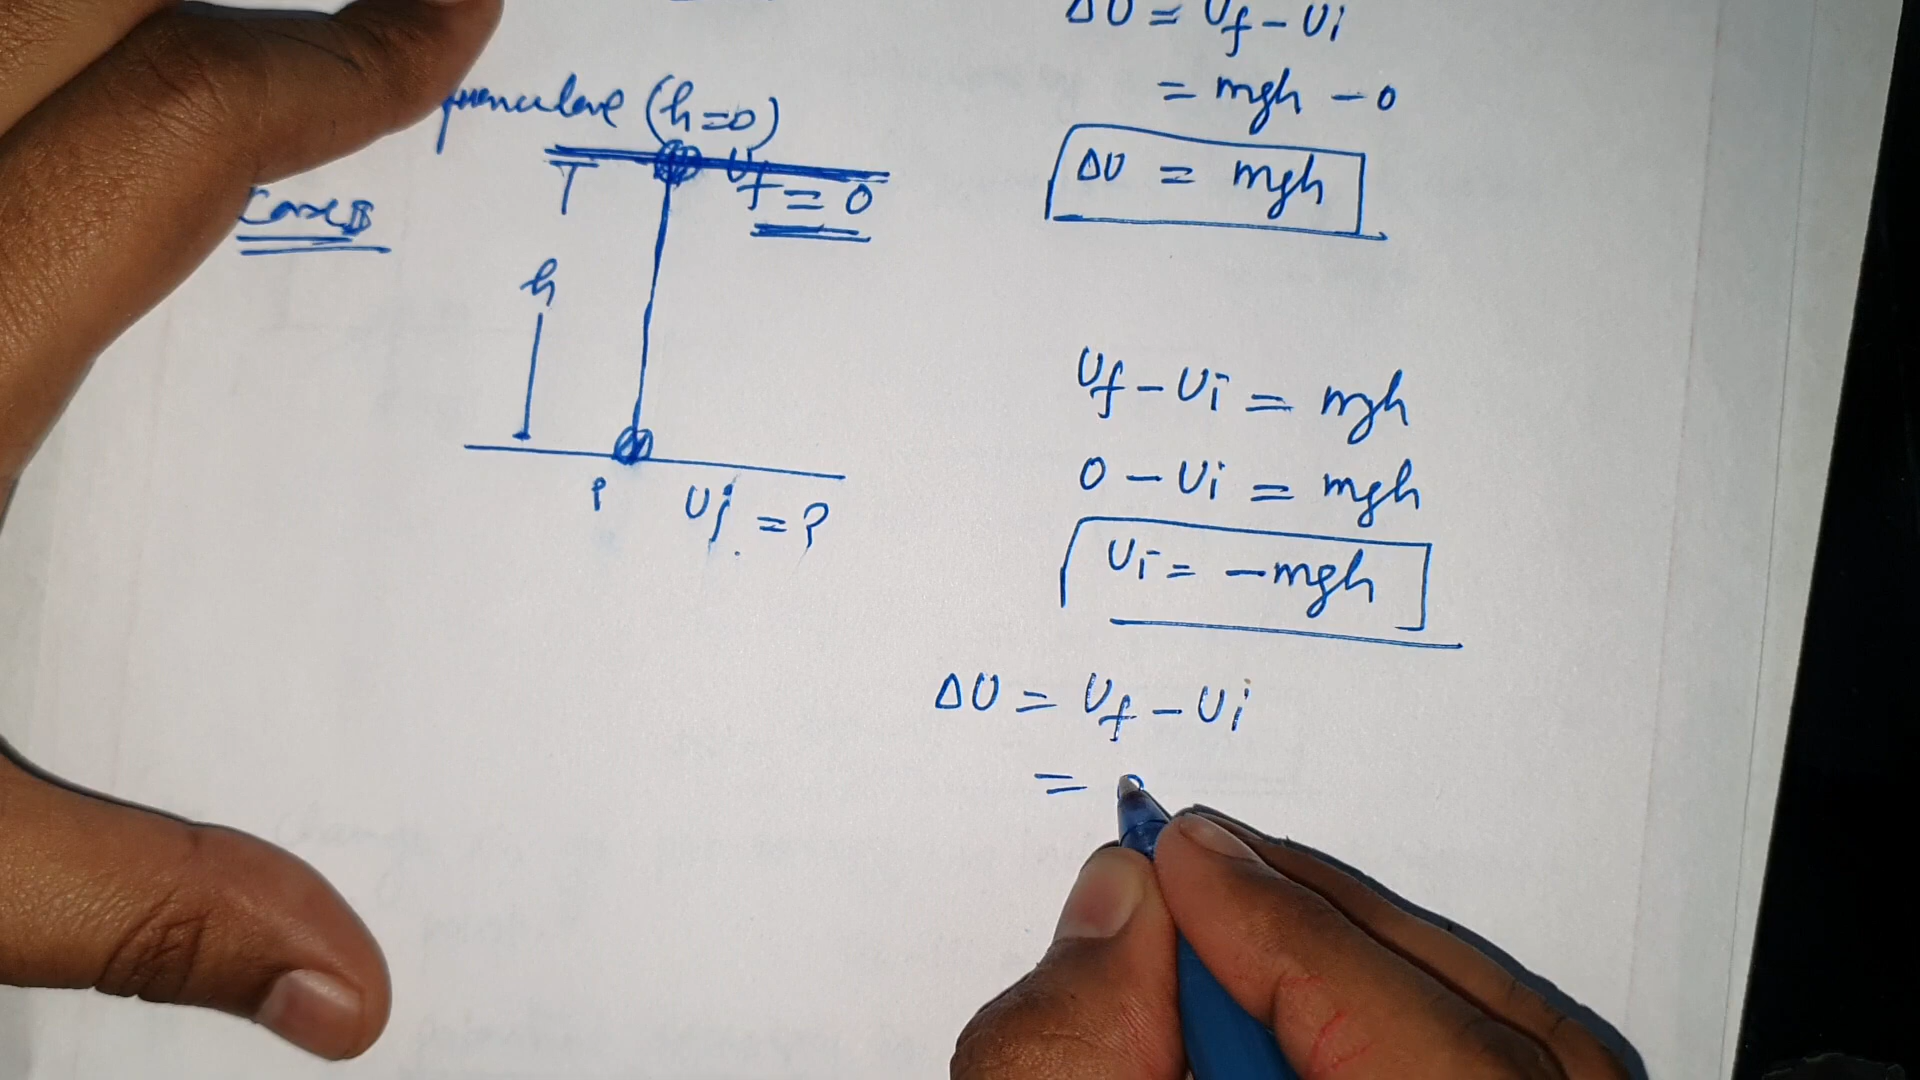 (h=0)
Case B
T
Uf = 0
h
Ui = ?
ΔU = Uf - Ui
= mgh - 0
ΔU = mgh
Uf - Ui = mgh
0 - Ui = mgh
Ui = -mgh
ΔU = Uf - Ui
= 0